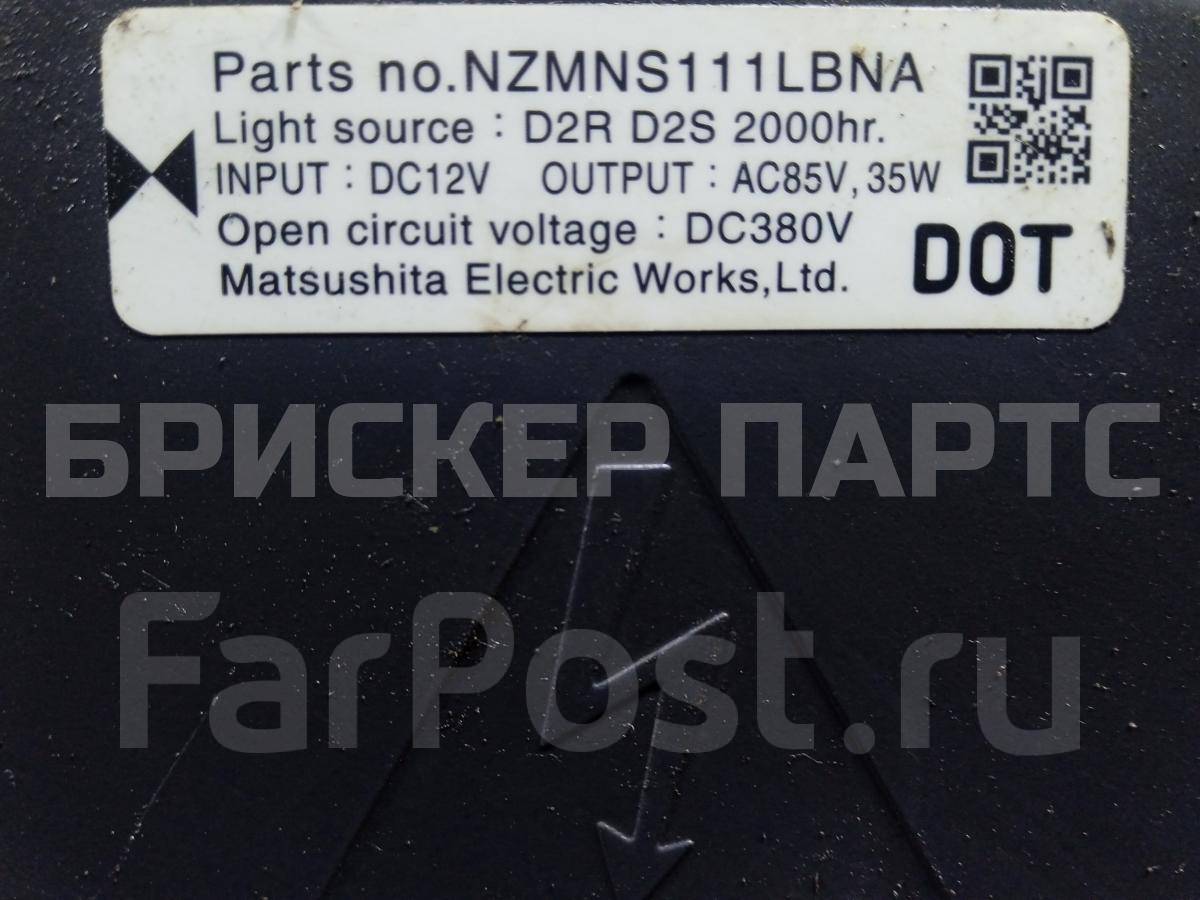 Parts no.NZMNS111LBNA
Light source : D2R D2S 2000hr.
INPUT : DC12V OUTPUT : AC85V,35W
Open circuit voltage : DC380V
Matsushita Electric Works,Ltd.
DOT
БРИСКЕР ПАРТС
FarPost.ru